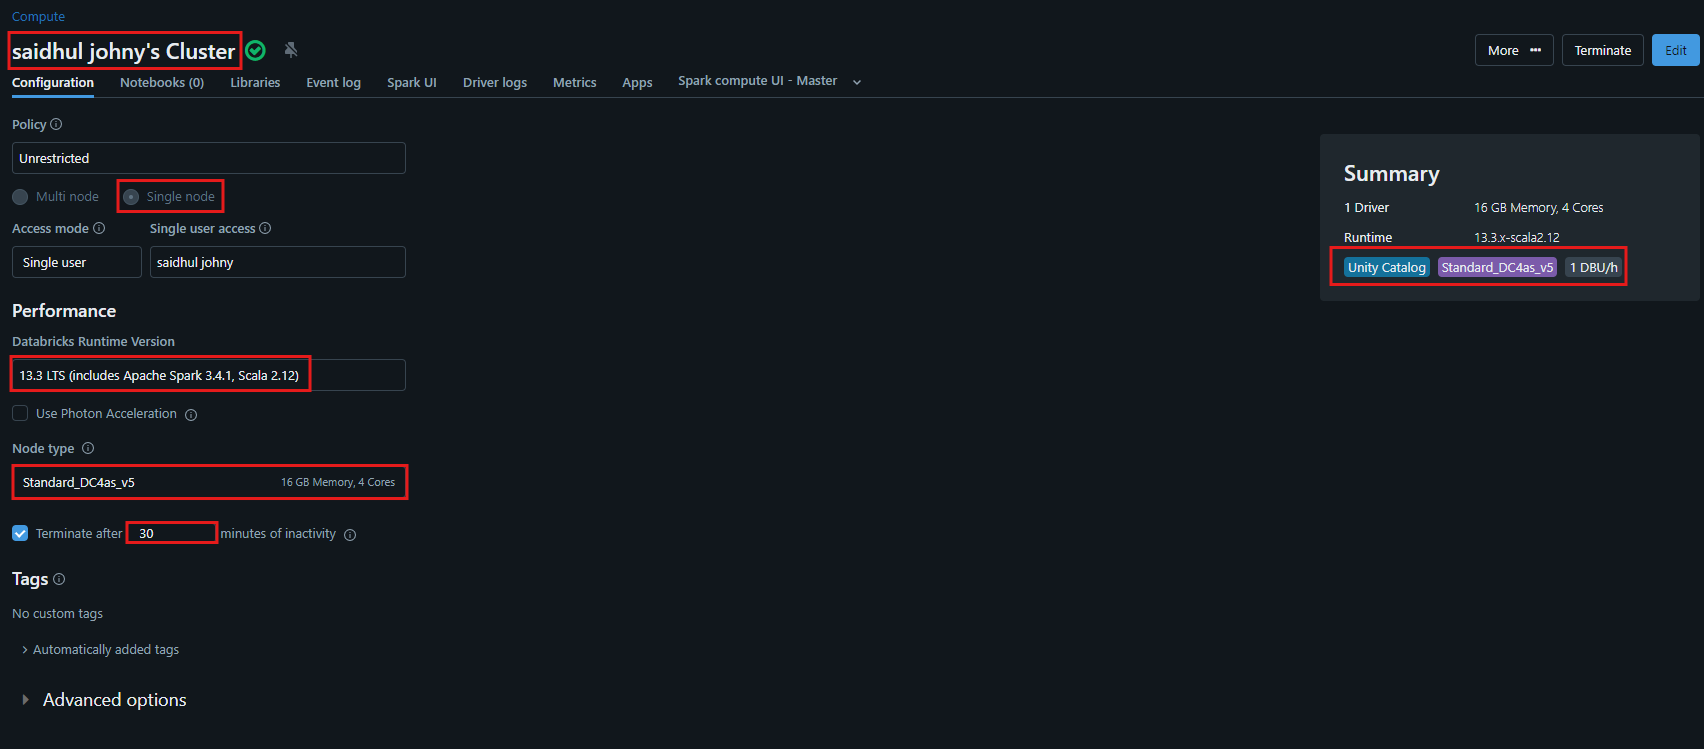 Compute
saidhul johny's Cluster
More ··· Terminate Edit
Configuration Notebooks (0) Libraries Event log Spark UI Driver logs Metrics Apps Spark compute UI - Master
Policy
Unrestricted
Multi node Single node
Access mode Single user access
Single user saidhul johny
Performance
Databricks Runtime Version
13.3 LTS (includes Apache Spark 3.4.1, Scala 2.12)
Use Photon Acceleration
Node type
Standard_DC4as_v5 16 GB Memory, 4 Cores
Terminate after 30 minutes of inactivity
Tags
No custom tags
Automatically added tags
Advanced options
Summary
1 Driver 16 GB Memory, 4 Cores
Runtime 13.3.x-scala2.12
Unity Catalog Standard_DC4as_v5 1 DBU/h